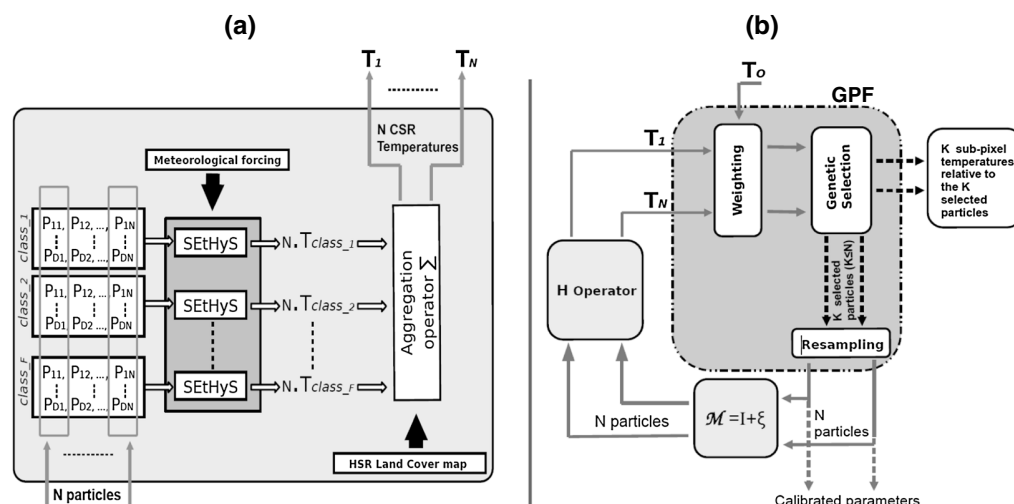 (a)
T1
TN
N CSR
Temperatures
Meteorological forcing
class_1
P11, P12, ..., P1N
PD1, PD2, ..., PDN
SEtHyS
N.Tclass_1
class_2
P11, P12, ... P1N
PD1, PD2 ..., PDN
SEtHyS
N.Tclass_2
class_F
P11, P12, ..., P1N
PD1, PD2, ..., PDN
SEtHyS
N.Tclass_F
Aggregation
operator Σ
HSR Land Cover map
N particles
(b)
To
GPF
T1
TN
Weighting
Genetic
Selection
K sub-pixel
temperatures
relative to
the K
selected
particles
H Operator
K selected
particles (K≤N)
Resampling
N particles
M =I+ξ
N
particles
Calibrated parameters